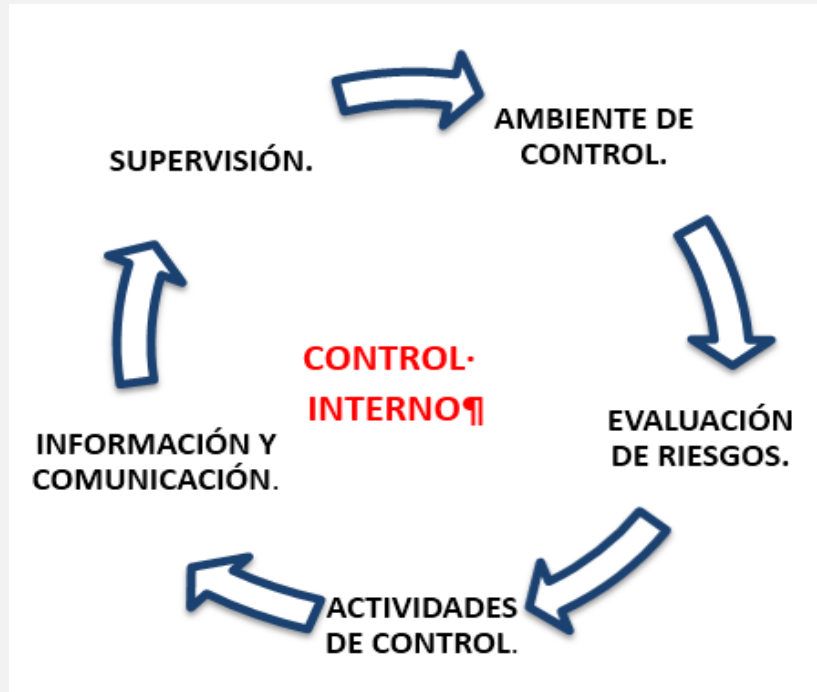 AMBIENTE DE
CONTROL.
SUPERVISIÓN.
CONTROL·
INTERNO¶
EVALUACIÓN
DE RIESGOS.
INFORMACIÓN Y
COMUNICACIÓN.
ACTIVIDADES
DE CONTROL.